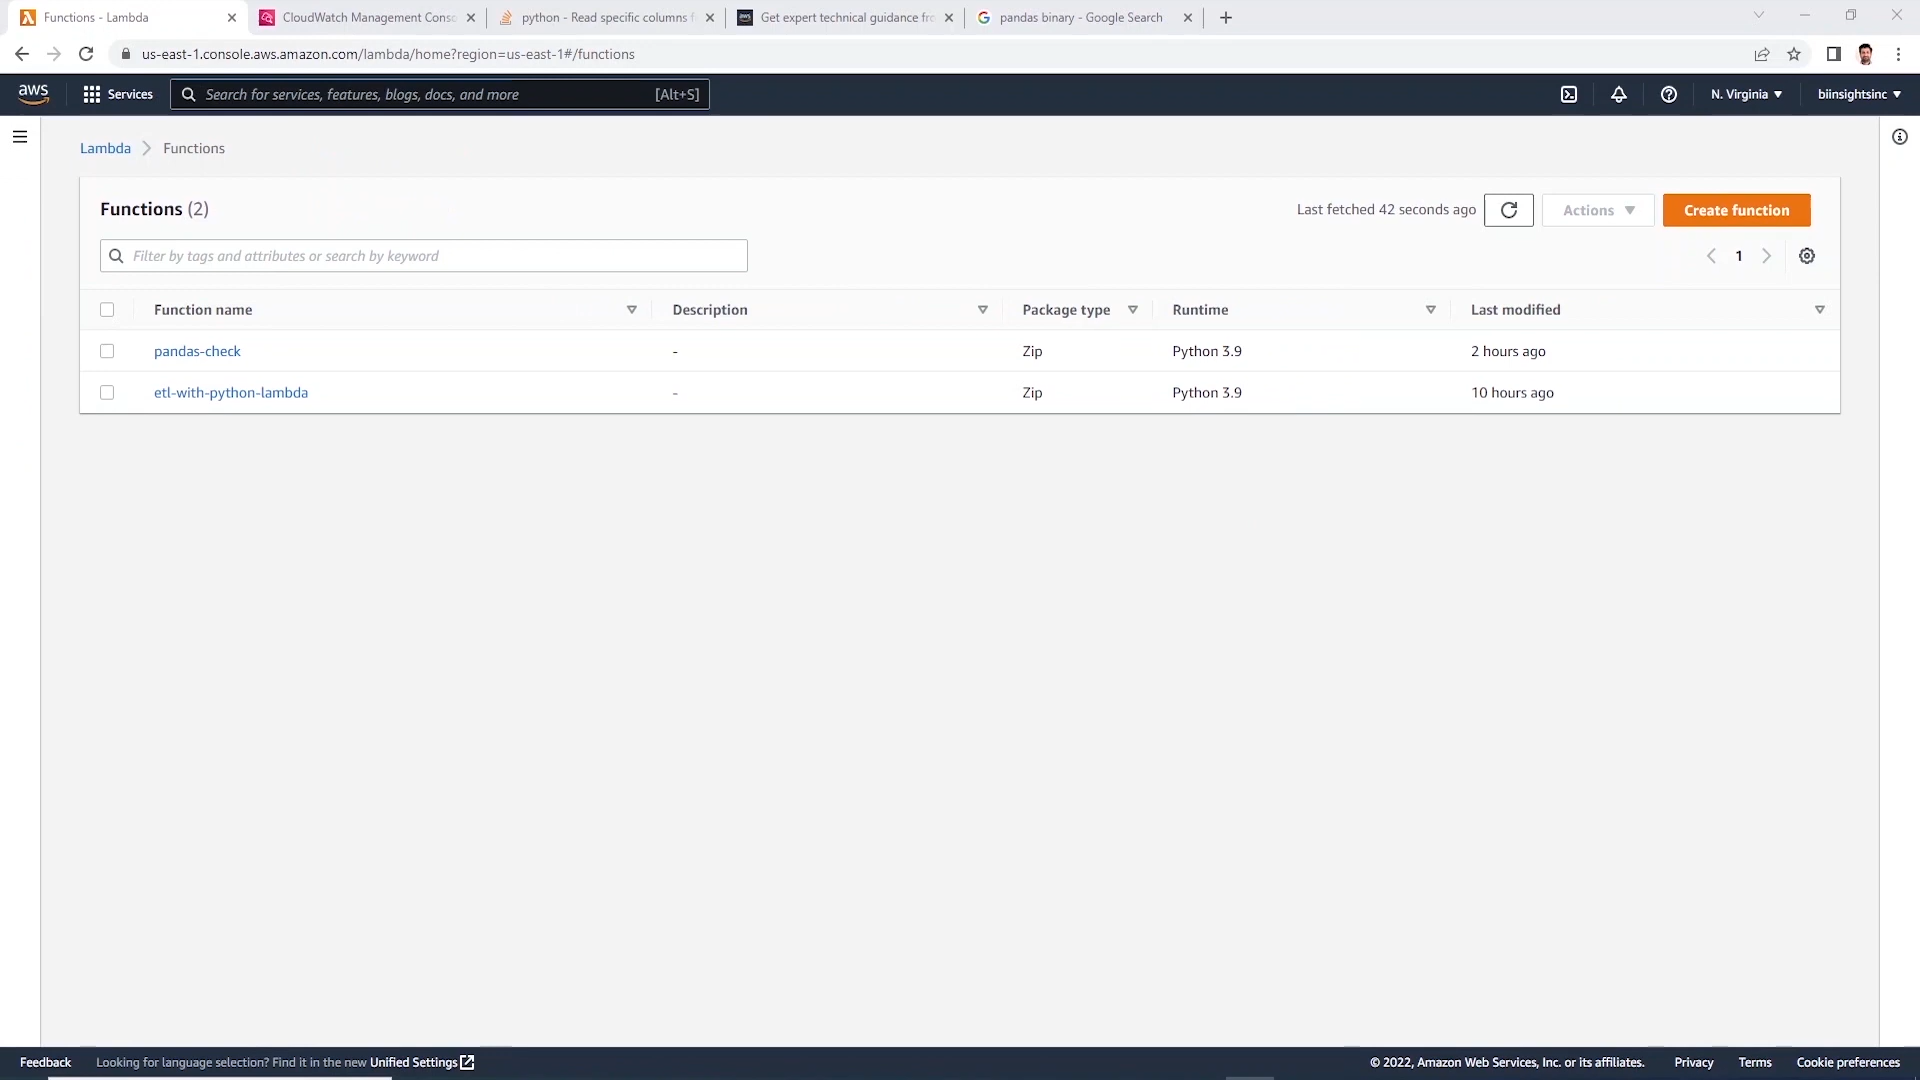 Functions - Lambda
CloudWatch Management Conso
python - Read specific columns f
Get expert technical guidance fro
pandas binary - Google Search
us-east-1.console.aws.amazon.com/lambda/home?region=us-east-1#/functions
aws
Services
Search for services, features, blogs, docs, and more
[Alt+S]
N. Virginia
biinsightsinc
Lambda
Functions
Functions (2)
Last fetched 42 seconds ago
Actions
Create function
Filter by tags and attributes or search by keyword
1
Function name
Description
Package type
Runtime
Last modified
pandas-check
-
Zip
Python 3.9
2 hours ago
etl-with-python-lambda
-
Zip
Python 3.9
10 hours ago
Feedback
Looking for language selection? Find it in the new Unified Settings
© 2022, Amazon Web Services, Inc. or its affiliates.
Privacy
Terms
Cookie preferences